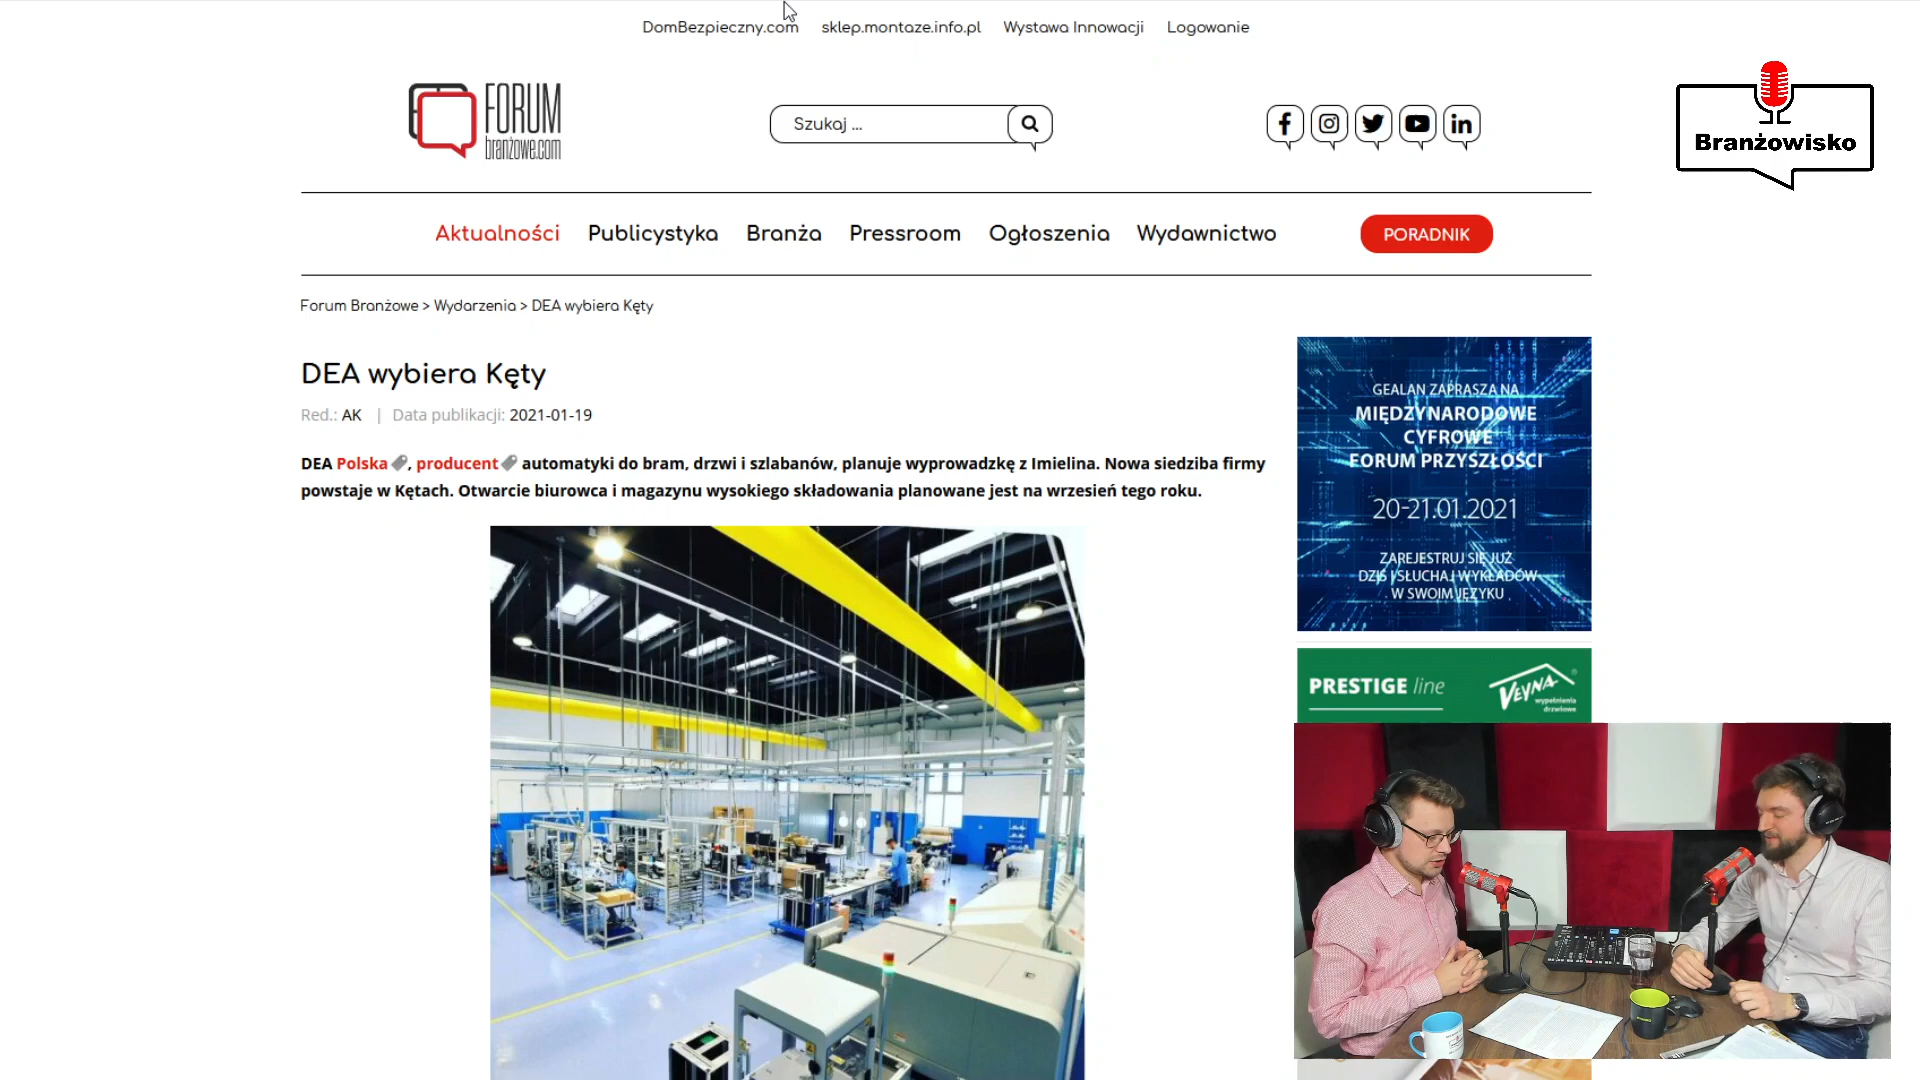 DomBezpieczny.com sklep.montaze.info.pl Wystawa Innowacji Logowanie
FORUM
branżowe.com
Szukaj ...
Branżowisko
Aktualności Publicystyka Branża Pressroom Ogłoszenia Wydawnictwo PORADNIK
Forum Branżowe > Wydarzenia > DEA wybiera Kęty
DEA wybiera Kęty
Red.: AK | Data publikacji: 2021-01-19
DEA Polska, producent automatyki do bram, drzwi i szlabanów, planuje wyprowadzkę z Imielina. Nowa siedziba firmy
powstaje w Kętach. Otwarcie biurowca i magazynu wysokiego składowania planowane jest na wrzesień tego roku.
GEALAN ZAPRASZA NA
MIĘDZYNARODOWE
CYFROWE
FORUM PRZYSZŁOŚCI
20-21.01.2021
ZAREJESTRUJ SIĘ JUŻ
DZIŚ I SŁUCHAJ WYKŁADÓW
W SWOIM JĘZYKU
PRESTIGE line
VEYNA
wypełnienia
drzwiowe